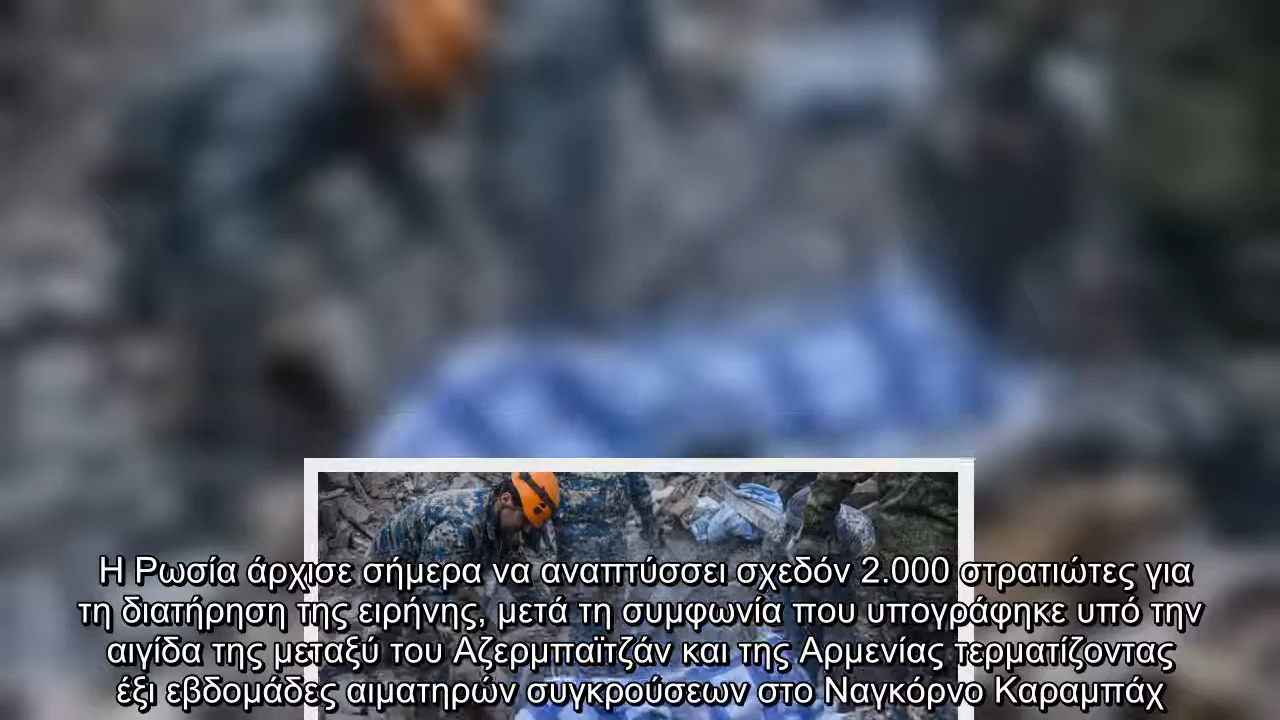 Η Ρωσία άρχισε σήμερα να αναπτύσσει σχεδόν 2.000 στρατιώτες για
τη διατήρηση της ειρήνης, μετά τη συμφωνία που υπογράφηκε υπό την
αιγίδα της μεταξύ του Αζερμπαϊτζάν και της Αρμενίας τερματίζοντας
έξι εβδομάδες αιματηρών συγκρούσεων στο Ναγκόρνο Καραμπάχ